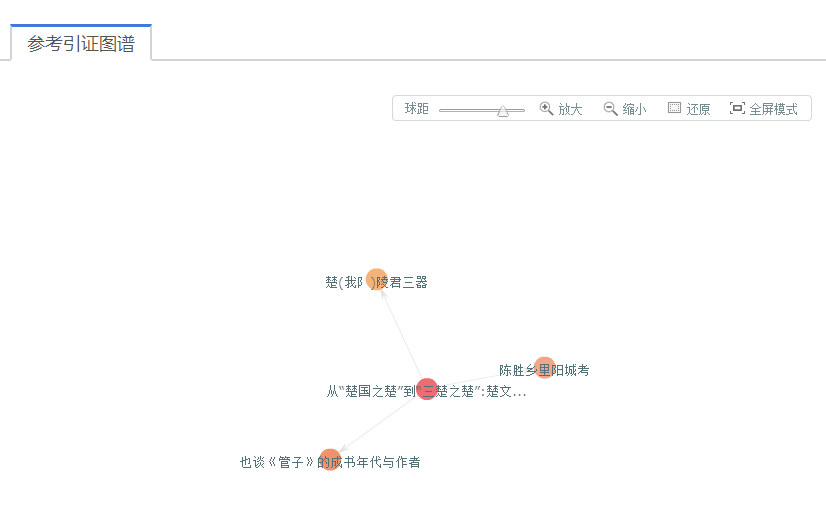 参考引证图谱
球距 放大 缩小 还原 全屏模式
楚(我阝)陵君三器
陈胜乡里阳城考
从“楚国之楚”到“三楚之楚”:楚文...
也谈《管子》的成书年代与作者